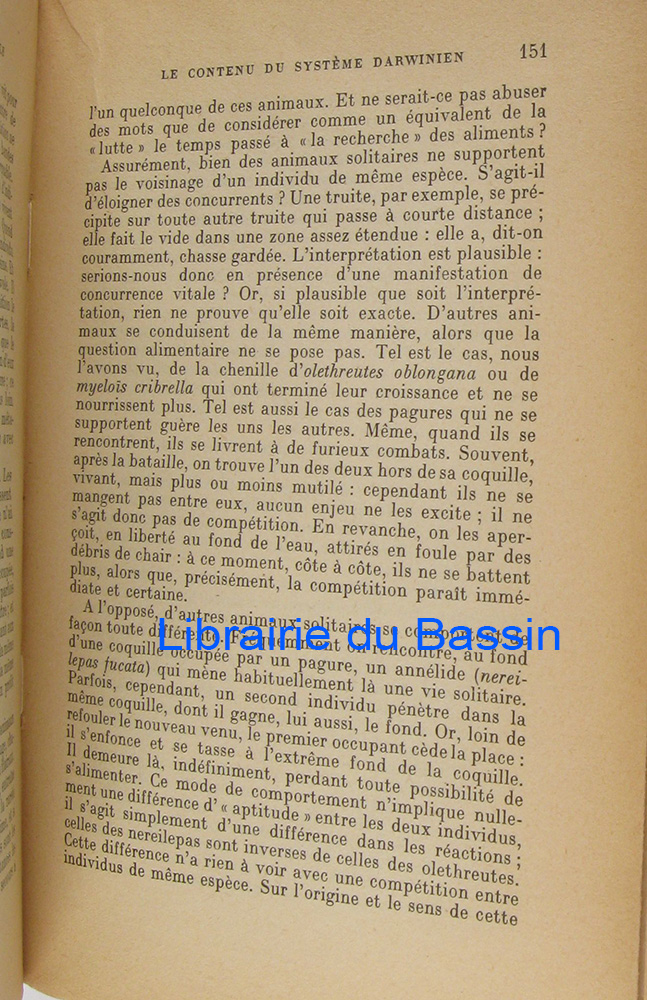 LE CONTENU DU SYSTÈME DARWINIEN 151
l'un quelconque de ces animaux. Et ne serait-ce pas abuser
des mots que de considérer comme un équivalent de la
« lutte » le temps passé à « la recherche » des aliments ?
Assurément, bien des animaux solitaires ne supportent
pas le voisinage d'un individu de même espèce. S'agit-il
d'éloigner des concurrents ? Une truite, par exemple, se pré-
cipite sur toute autre truite qui passe à courte distance ;
elle fait le vide dans une zone assez étendue : elle a, dit-on
couramment, chasse gardée. L'interprétation est plausible :
serions-nous donc en présence d'une manifestation de
concurrence vitale ? Or, si plausible que soit l'interpré-
tation, rien ne prouve qu'elle soit exacte. D'autres ani-
maux se conduisent de la même manière, alors que la
question alimentaire ne se pose pas. Tel est le cas, nous
l'avons vu, de la chenille d'olethreutes oblongana ou de
myeloïs cribrella qui ont terminé leur croissance et ne se
nourrissent plus. Tel est aussi le cas des pagures qui ne se
supportent guère les uns les autres. Même, quand ils se
rencontrent, ils se livrent à de furieux combats. Souvent,
après la bataille, on trouve l'un des deux hors de sa coquille,
vivant, mais plus ou moins mutilé : cependant ils ne se
mangent pas entre eux, aucun enjeu ne les excite ; il ne
s'agit donc pas de compétition. En revanche, on les aper-
çoit, en liberté au fond de l'eau, attirés en foule par des
débris de chair : à ce moment, côte à côte, ils ne se battent
plus, alors que, précisément, la compétition paraît immé-
diate et certaine.
A l'opposé, d'autres animaux solitaires se comportent de
façon toute différente. Fréquemment on rencontre, au fond
d'une coquille occupée par un pagure, un annélide (nerei-
lepas fucata) qui mène habituellement là une vie solitaire.
Parfois, cependant, un second individu pénètre dans la
même coquille, dont il gagne, lui aussi, le fond. Or, loin de
refouler le nouveau venu, le premier occupant cède la place :
il s'enfonce et se tasse à l'extrême fond de la coquille.
Il demeure là, indéfiniment, perdant toute possibilité de
s'alimenter. Ce mode de comportement n'implique nulle-
ment une différence d'« aptitude » entre les deux individus,
il s'agit simplement d'une différence dans les réactions ;
celles des nereilepas sont inverses de celles des olethreutes.
Cette différence n'a rien à voir avec une compétition entre
individus de même espèce. Sur l'origine et le sens de cette
Librairie du Bassin